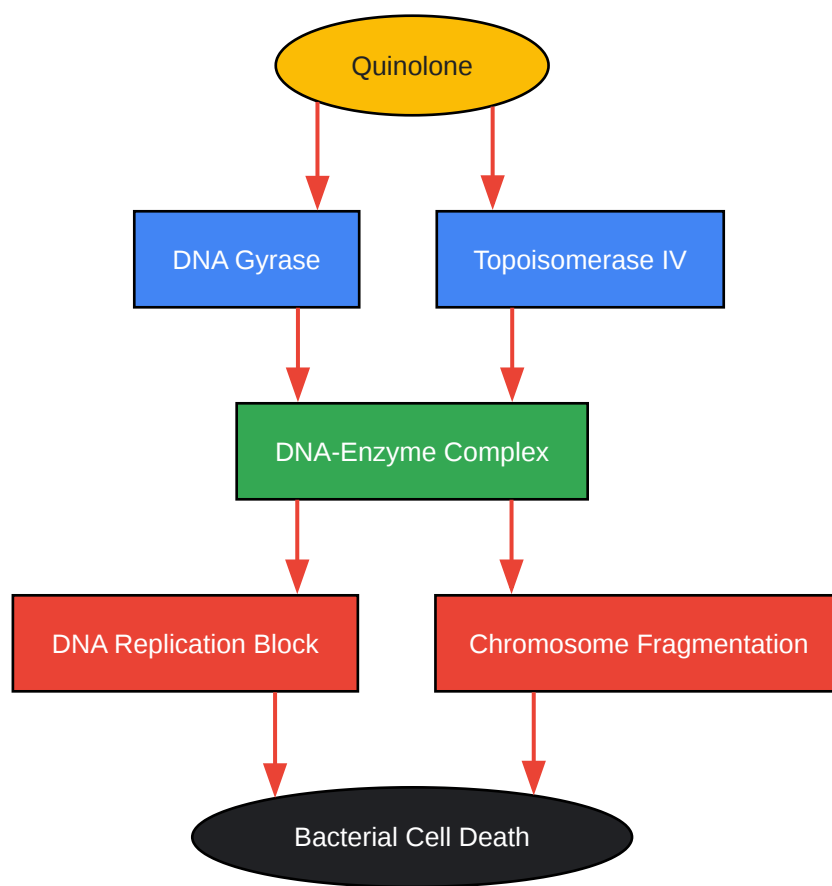 Quinolone
DNA Gyrase
Topoisomerase IV
DNA-Enzyme Complex
DNA Replication Block
Chromosome Fragmentation
Bacterial Cell Death